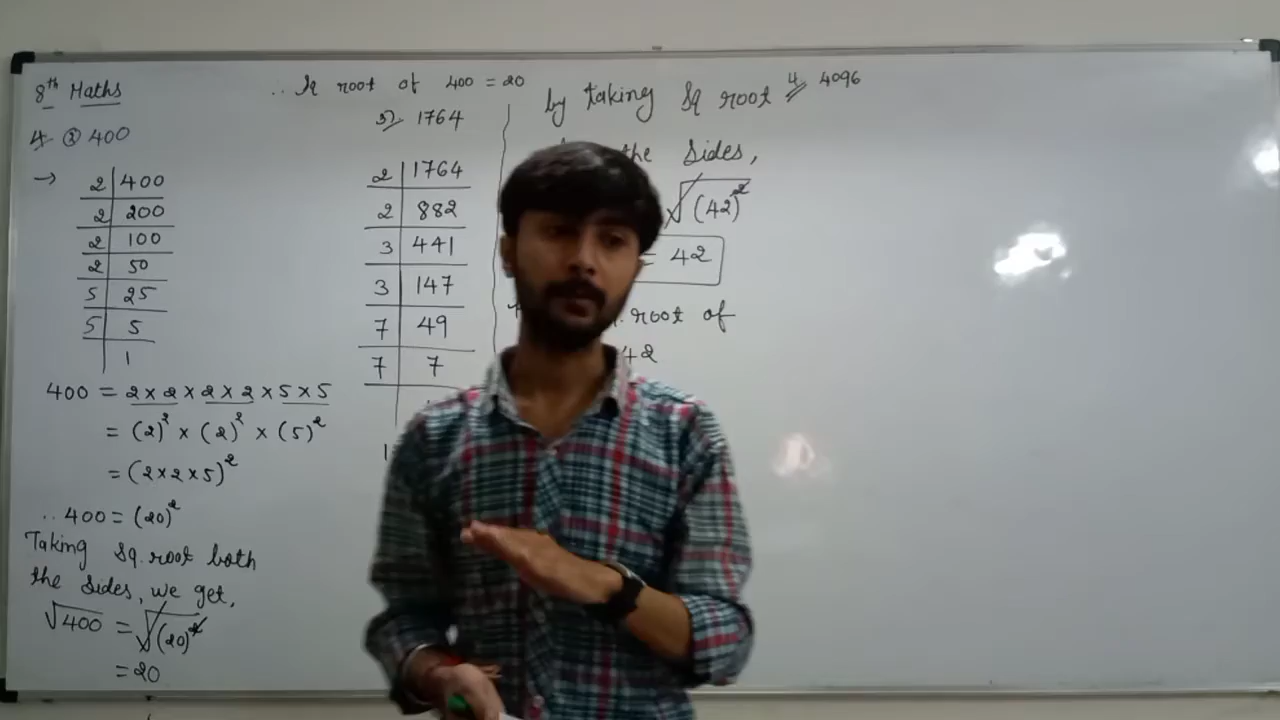 8th Maths
4 ② 400
→
2 | 400
2 | 200
2 | 100
2 | 50
5 | 25
5 | 5
| 1
400 = 2 × 2 × 2 × 2 × 5 × 5
= (2)² × (2)² × (5)²
= (2×2×5)²
∴ 400 = (20)²
Taking sq. root both
the sides, we get,
√400 = √(20)²
= 20
∴ sq root of 400 = 20
3) 1764
2 | 1764
2 | 882
3 | 441
3 | 147
7 | 49
7 | 7
by taking sq root
the sides,
√(42)²
= 42
root of
42
4 4096